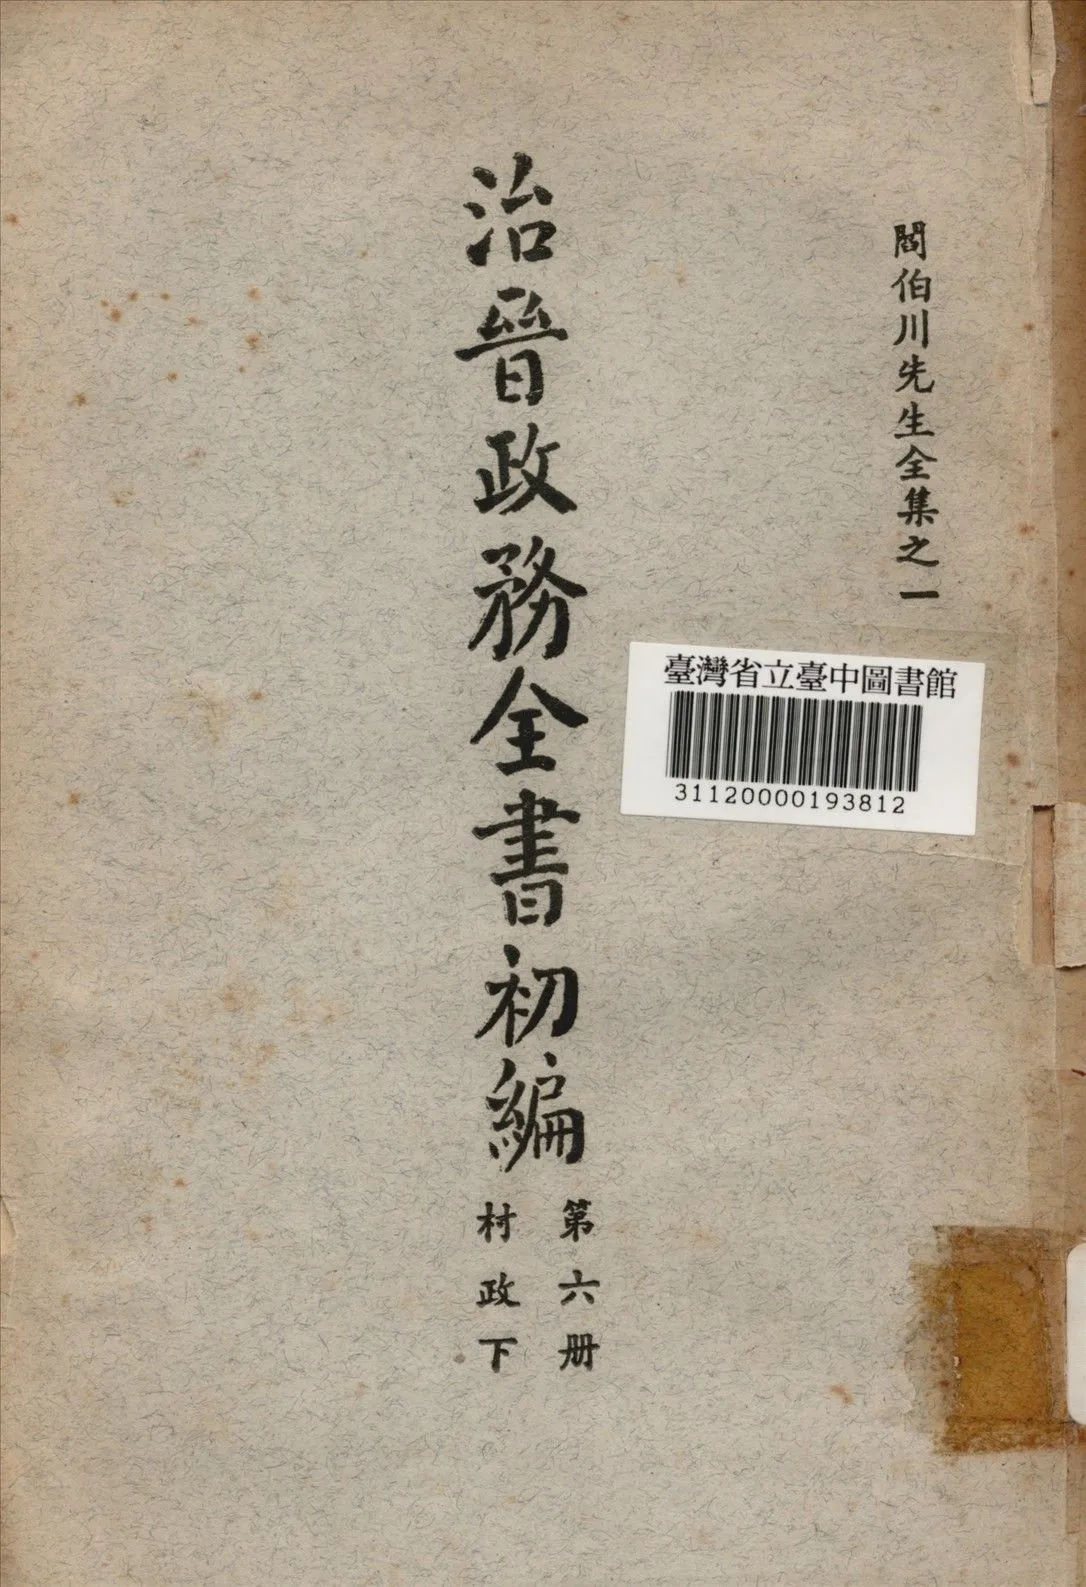 閻伯川先生全集之一
治晉政務全書初編
第六册
村政下
臺灣省立臺中圖書館
31120000193812